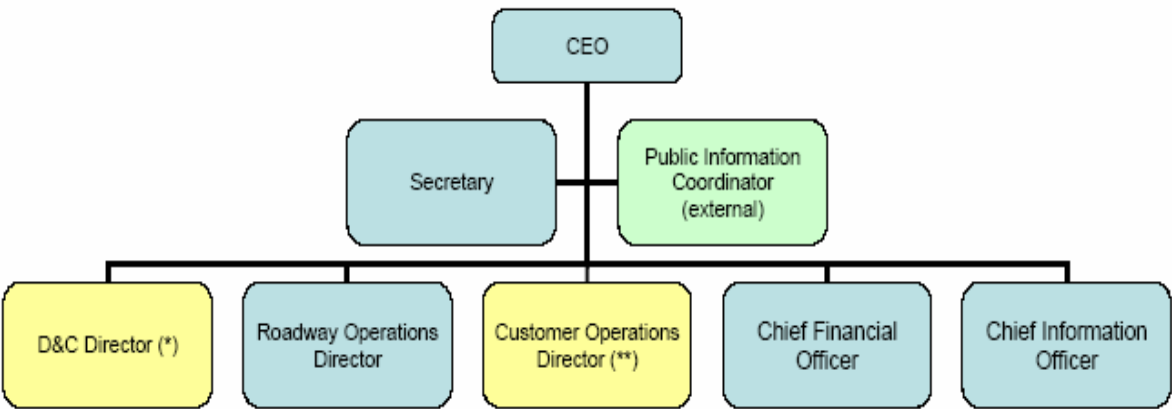 CEO
Secretary
Public Information
Coordinator
(external)
D&C Director (*)
Roadway Operations
Director
Customer Operations
Director (**)
Chief Financial
Officer
Chief Information
Officer